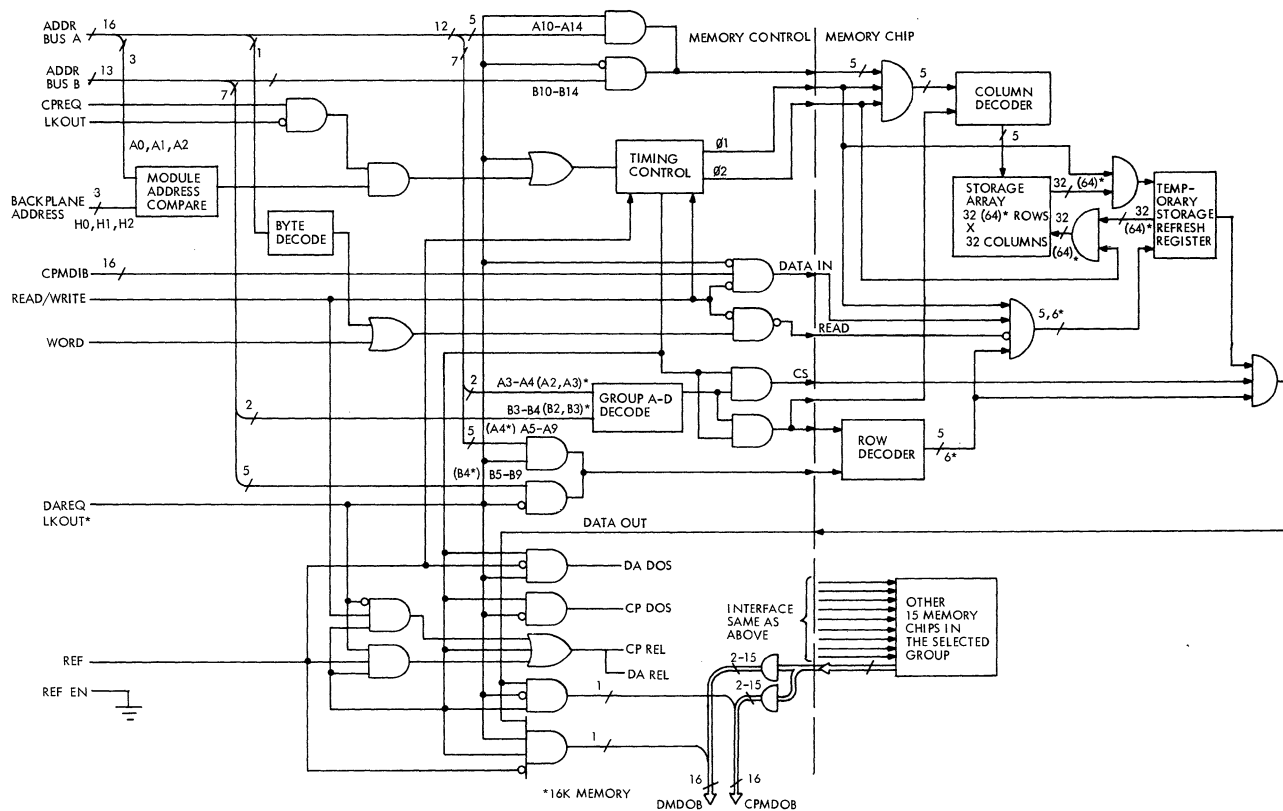 ADDR
BUS A
16
3
1
12
5
7
A10-A14
MEMORY CONTROL
MEMORY CHIP
ADDR
BUS B
13
7
B10-B14
5
5
COLUMN
DECODER
5
CPREQ
LKOUT
A0, A1, A2
MODULE
ADDRESS
COMPARE
BACKPLANE
ADDRESS
3
H0, H1, H2
TIMING
CONTROL
Ø1
Ø2
STORAGE
ARRAY
32 (64)* ROWS
X
32 COLUMNS
32
(64)*
32
(64)*
32
(64)*
TEMP-
ORARY
STORAGE
REFRESH
REGISTER
BYTE
DECODE
CPMDIB
16
DATA IN
READ/WRITE
READ
5, 6*
WORD
CS
2
A3-A4 (A2, A3)*
B3-B4 (B2, B3)*
GROUP A-D
DECODE
2
(A4*) A5-A9
5
(B4*) B5-B9
5
ROW
DECODER
5
6*
DAREQ
LKOUT*
DATA OUT
DA DOS
CP DOS
CP REL
DA REL
REF
REF EN
INTERFACE
SAME AS
ABOVE
OTHER
15 MEMORY
CHIPS IN
THE SELECTED
GROUP
2-15
2-15
1
1
*16K MEMORY
16
16
DMDOB
CPMDOB